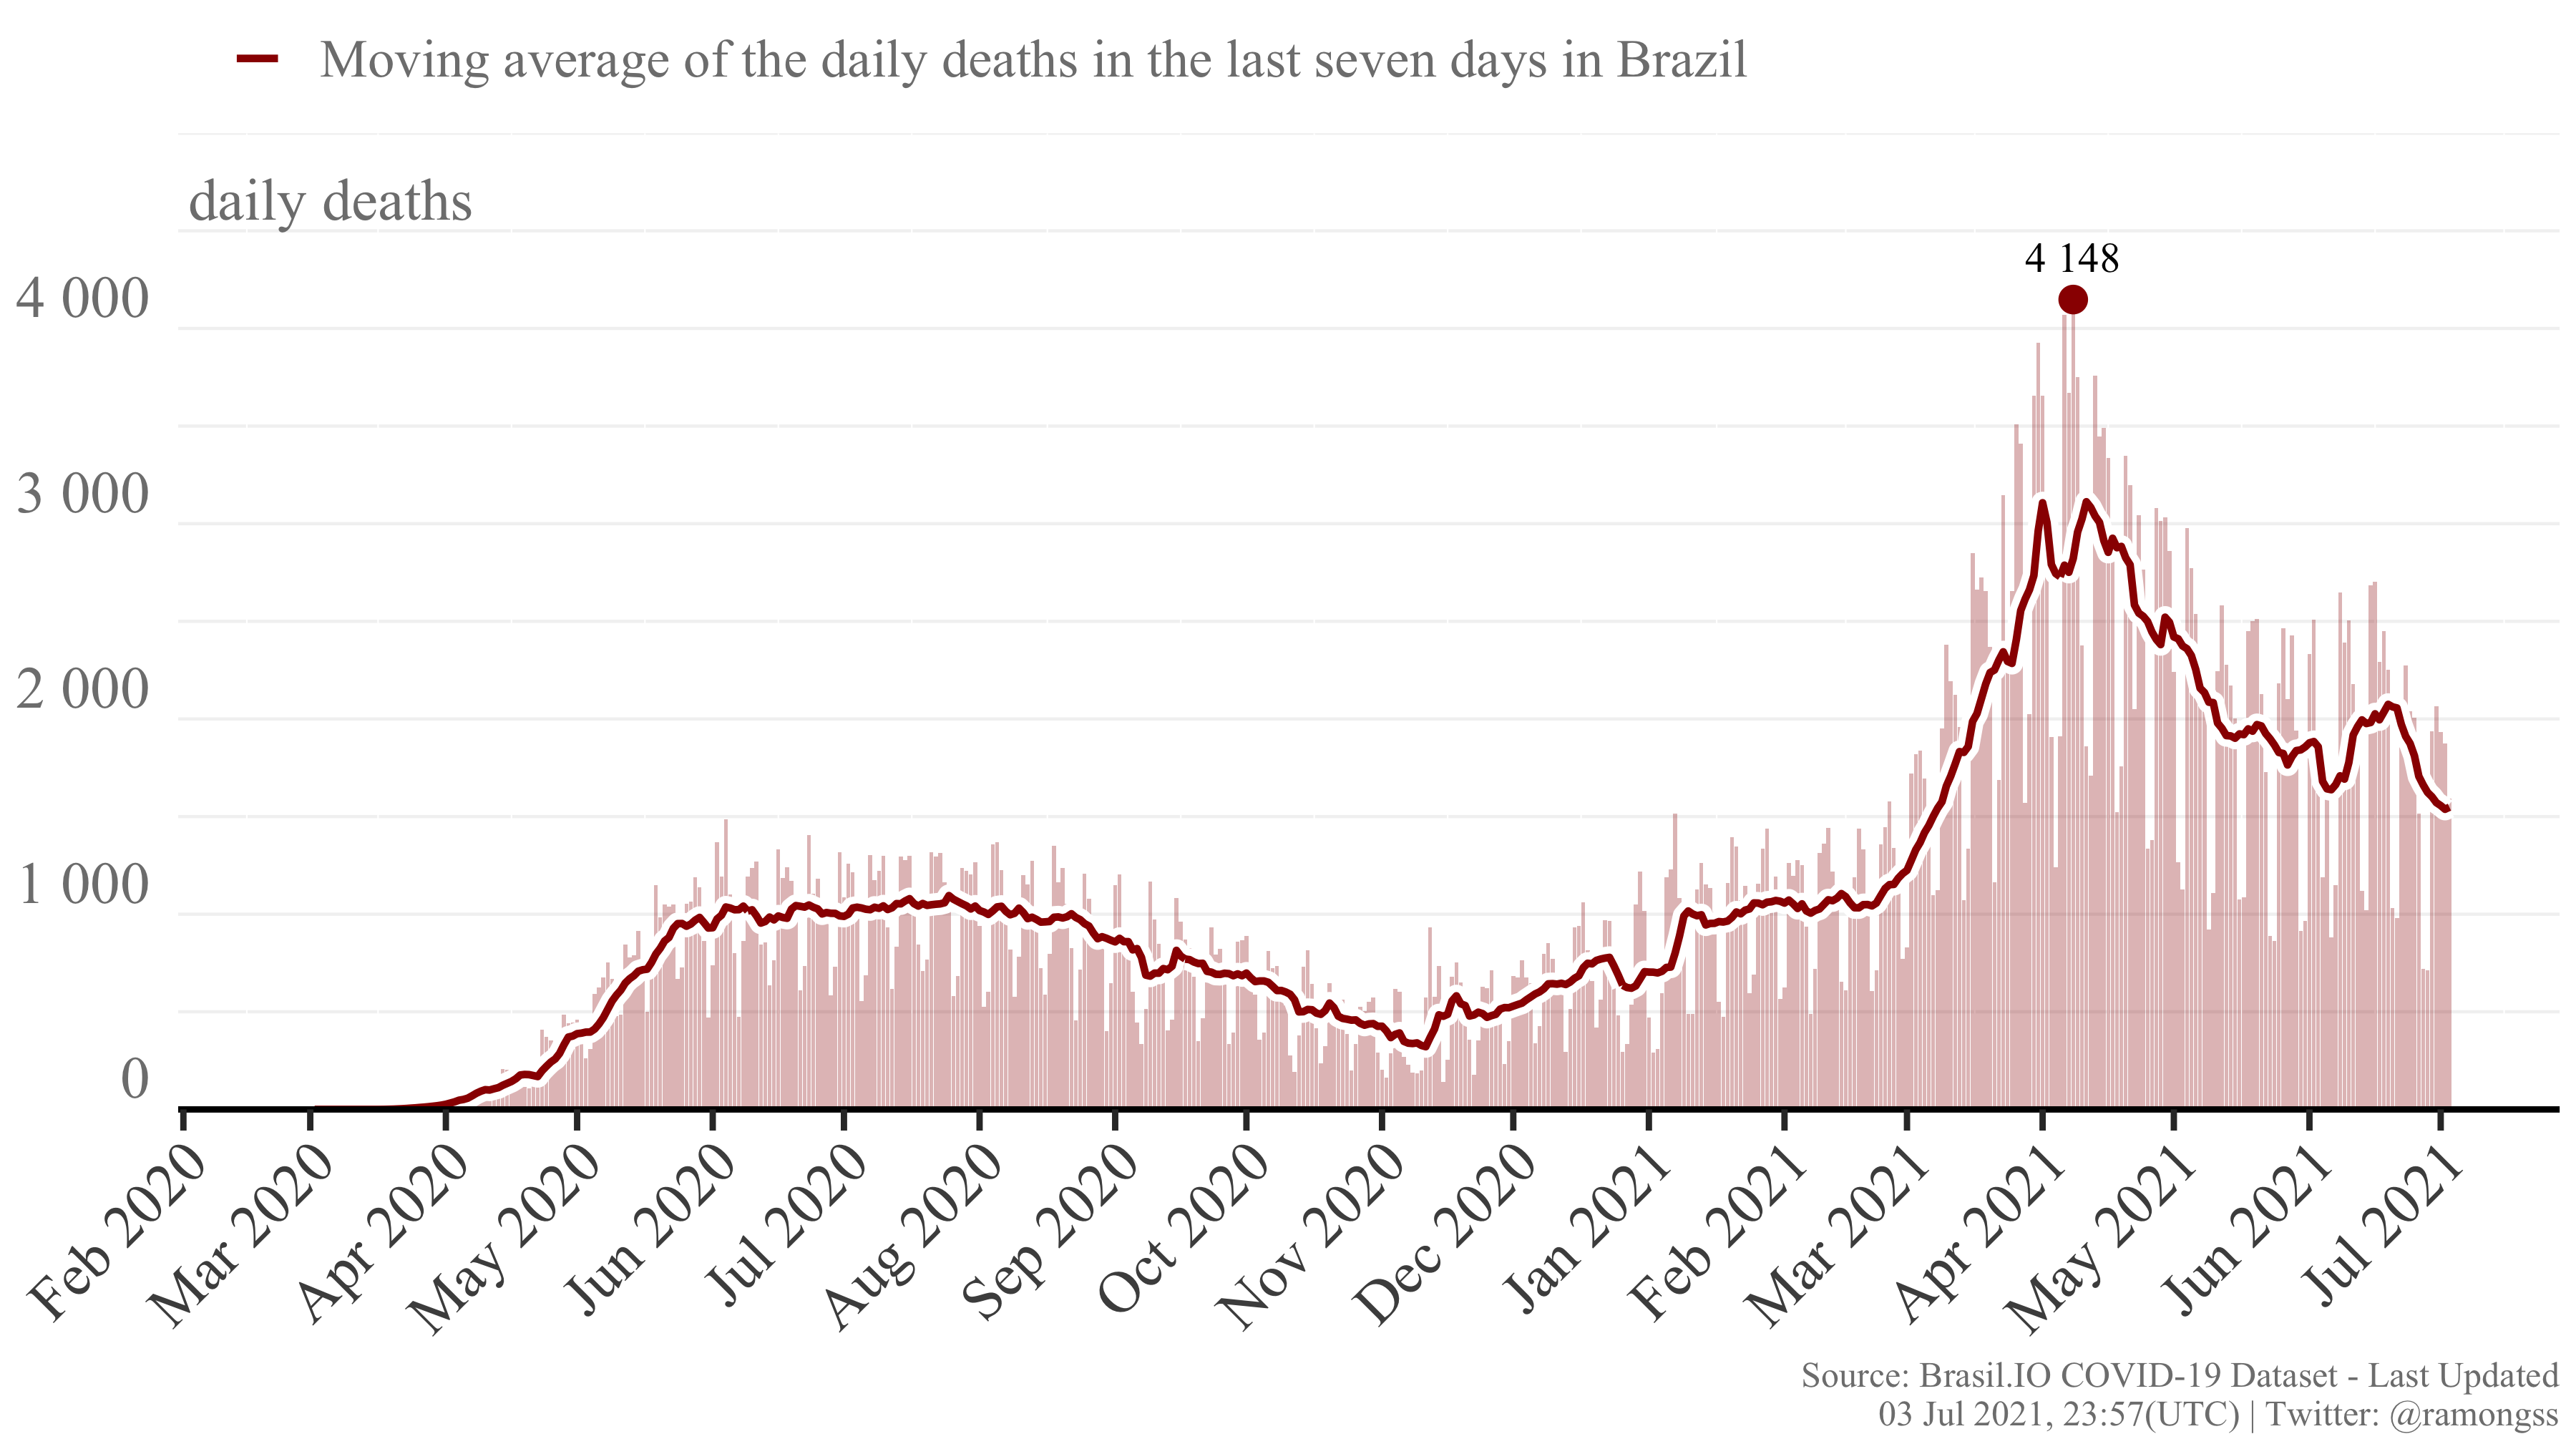 Moving average of the daily deaths in the last seven days in Brazil
daily deaths
4 148
4 000
3 000
2 000
1 000
0
Feb 2020
Mar 2020
Apr 2020
May 2020
Jun 2020
Jul 2020
Aug 2020
Sep 2020
Oct 2020
Nov 2020
Dec 2020
Jan 2021
Feb 2021
Mar 2021
Apr 2021
May 2021
Jun 2021
Jul 2021
Source: Brasil.IO COVID-19 Dataset - Last Updated
03 Jul 2021, 23:57(UTC) | Twitter: @ramongss